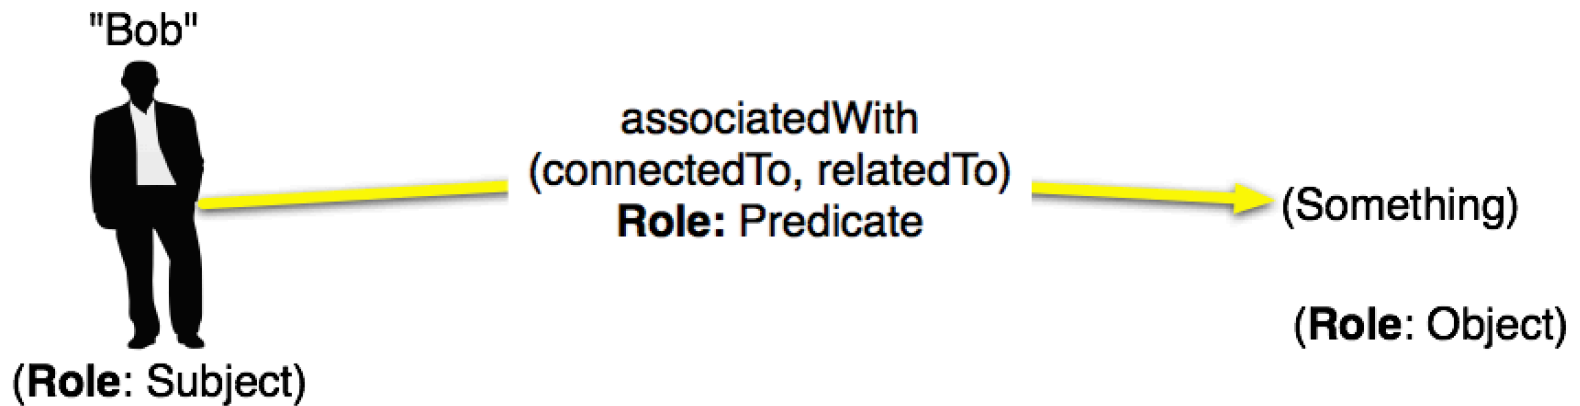 "Bob"
associatedWith
(connectedTo, relatedTo)
Role: Predicate
(Something)
(Role: Object)
(Role: Subject)